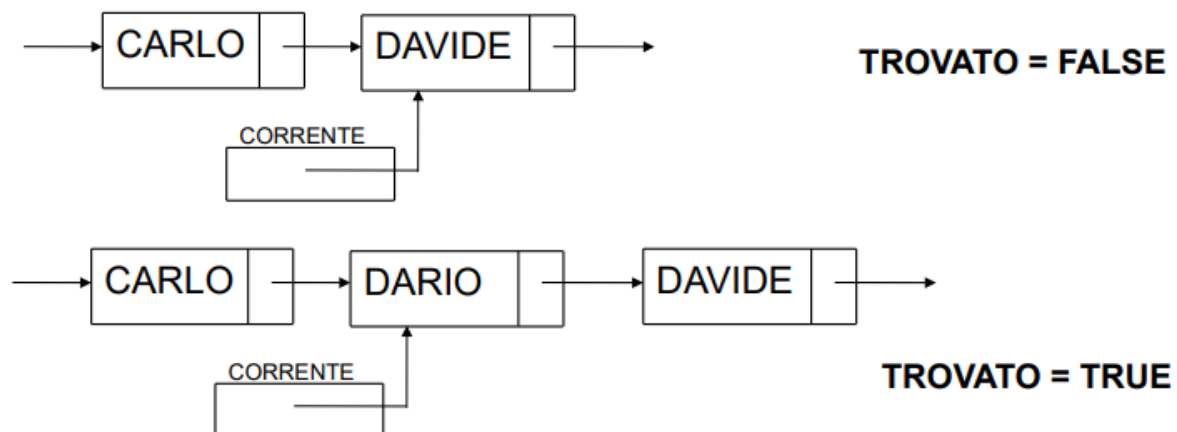 CARLO DAVIDE
TROVATO = FALSE
CORRENTE
CARLO DARIO DAVIDE
CORRENTE
TROVATO = TRUE